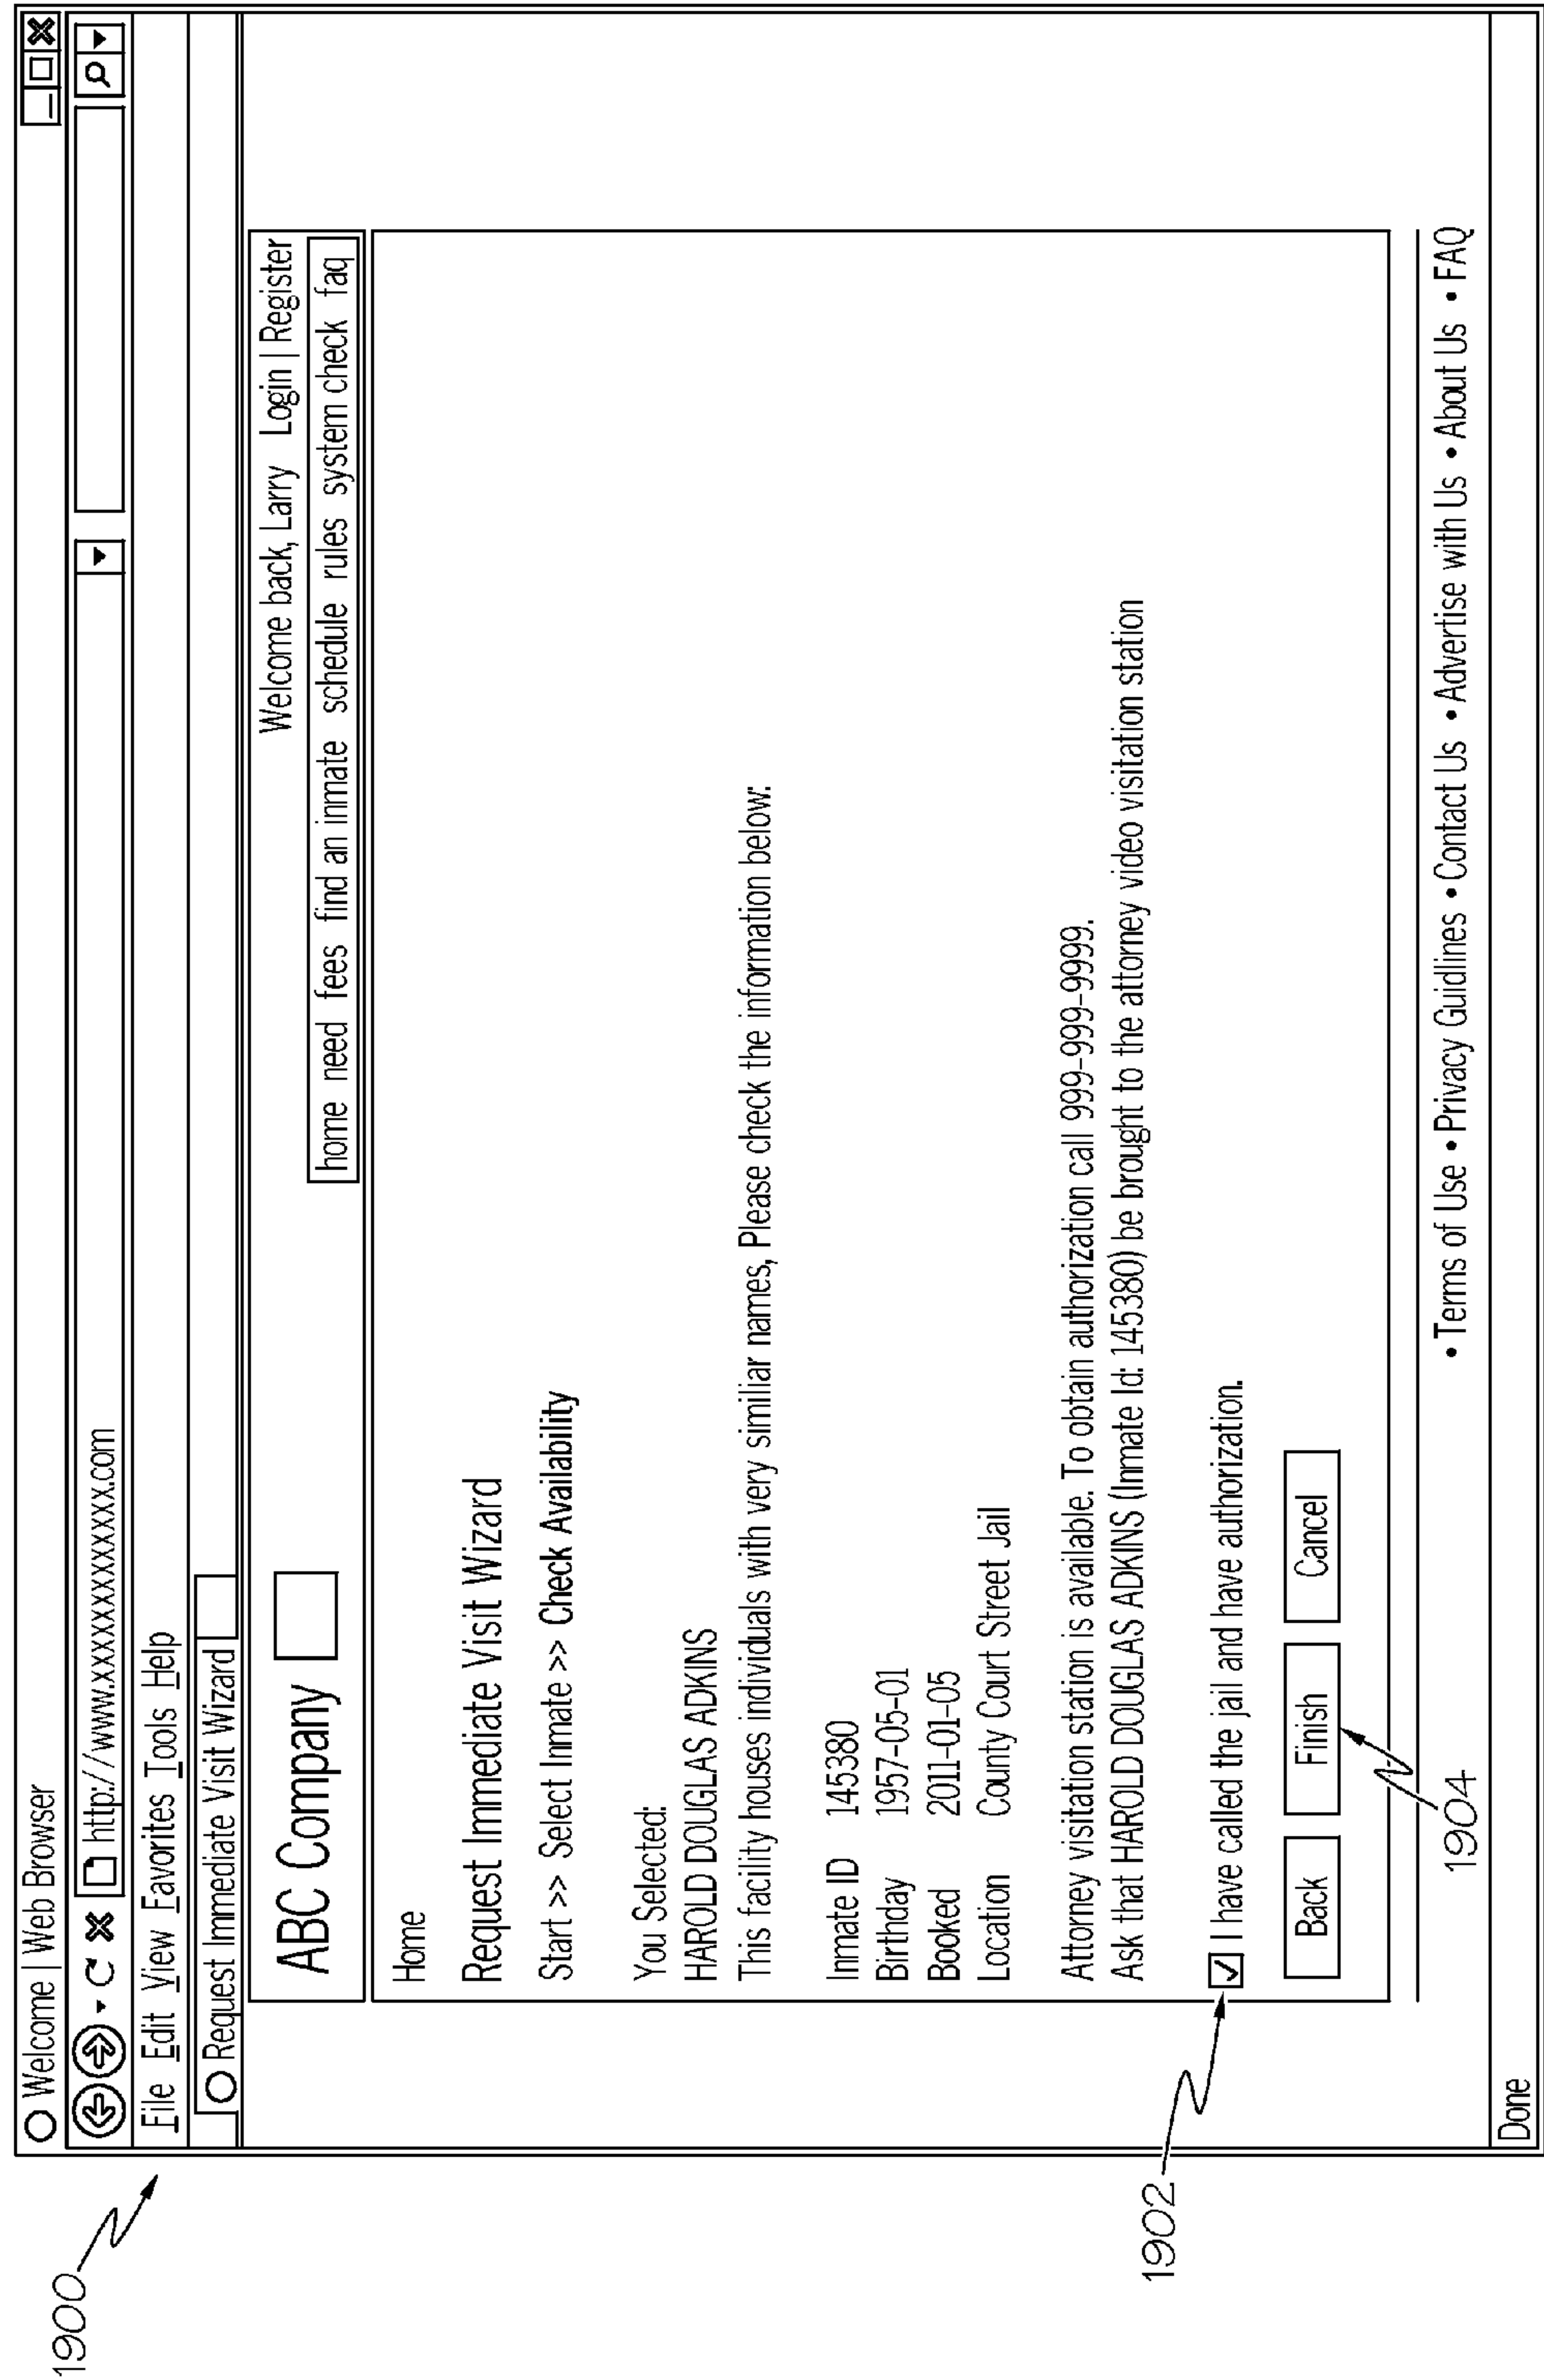 1900
Welcome | Web Browser
http://www.xxxxxxxxxxxx.com
File Edit View Favorites Tools Help
Request Immediate Visit Wizard
ABC Company
Welcome back, Larry Login | Register
home need fees find an inmate schedule rules system check faq
Home
Request Immediate Visit Wizard
Start >> Select Inmate >> Check Availability
You Selected:
HAROLD DOUGLAS ADKINS
This facility houses individuals with very similiar names, Please check the information below:
Inmate ID 145380
Birthday 1957-05-01
Booked 2011-01-05
Location County Court Street Jail
Attorney visitation station is available. To obtain authorization call 999-999-9999.
Ask that HAROLD DOUGLAS ADKINS (Inmate Id: 145380) be brought to the attorney video visitation station
1902
I have called the jail and have authorization.
Back Finish Cancel
1904
• Terms of Use • Privacy Guidlines • Contact Us • Advertise with Us • About Us • FAQ
Done